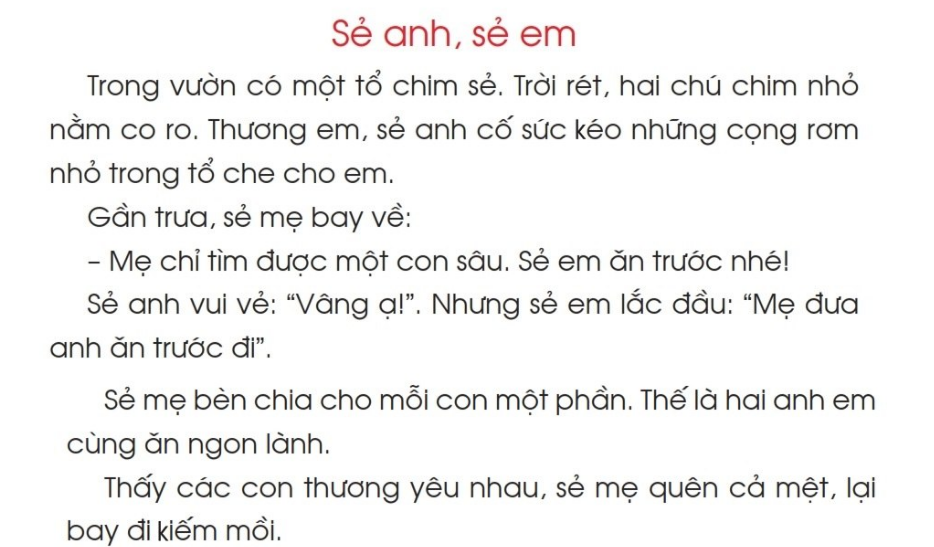 Sẻ anh, sẻ em
Trong vườn có một tổ chim sẻ. Trời rét, hai chú chim nhỏ
nằm co ro. Thương em, sẻ anh cố sức kéo những cọng rơm
nhỏ trong tổ che cho em.
Gần trưa, sẻ mẹ bay về:
– Mẹ chỉ tìm được một con sâu. Sẻ em ăn trước nhé!
Sẻ anh vui vẻ: “Vâng ạ!”. Nhưng sẻ em lắc đầu: “Mẹ đưa
anh ăn trước đi”.
Sẻ mẹ bèn chia cho mỗi con một phần. Thế là hai anh em
cùng ăn ngon lành.
Thấy các con thương yêu nhau, sẻ mẹ quên cả mệt, lại
bay đi kiếm mồi.